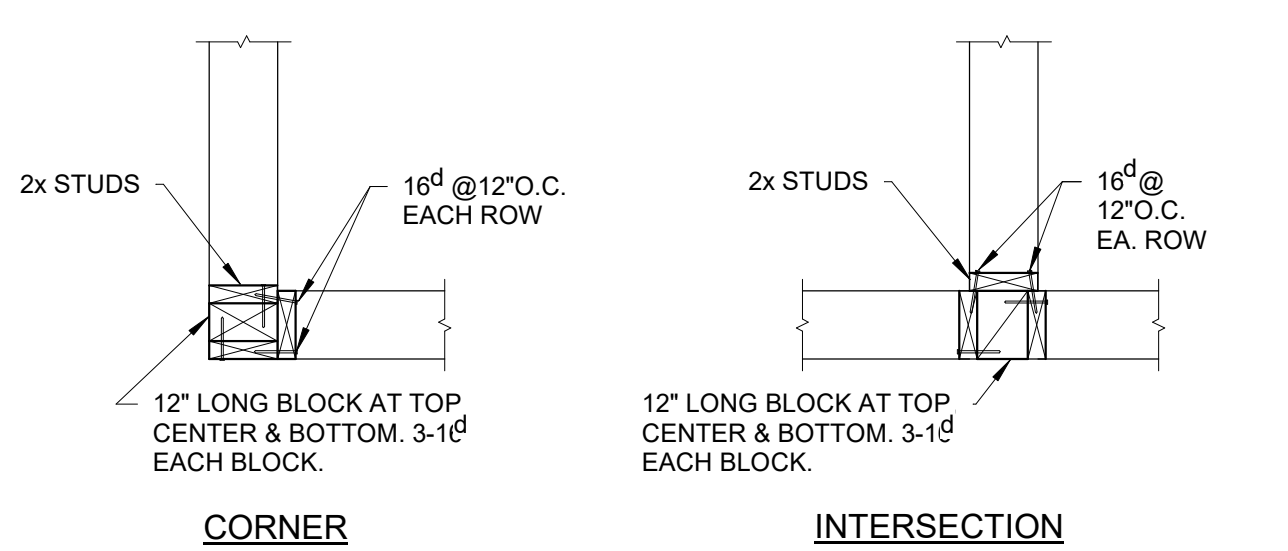 2x STUDS
16d @12"O.C.
EACH ROW
12" LONG BLOCK AT TOP
CENTER & BOTTOM. 3-16d
EACH BLOCK.
CORNER
2x STUDS
16d@
12"O.C.
EA. ROW
12" LONG BLOCK AT TOP
CENTER & BOTTOM. 3-16d
EACH BLOCK.
INTERSECTION